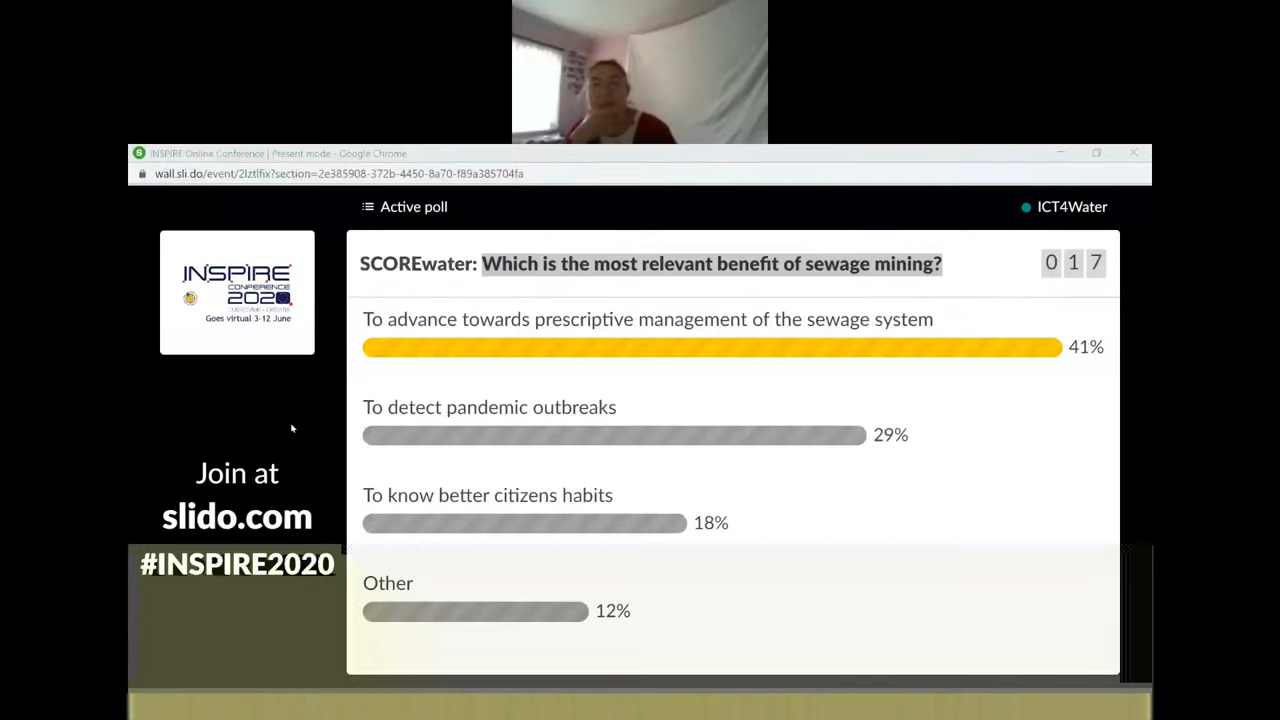 INSPIRE Online Conference | Present mode - Google Chrome
wall.sli.do/event/2lztlfix?section=2e385908-372b-4450-8a70-f89a385704fa
Active poll
ICT4Water
INSPIRE
CONFERENCE
2020
Goes virtual 3-12 June
SCOREwater: Which is the most relevant benefit of sewage mining?
0 1 7
To advance towards prescriptive management of the sewage system
41%
To detect pandemic outbreaks
29%
To know better citizens habits
18%
Other
12%
Join at
slido.com
#INSPIRE2020